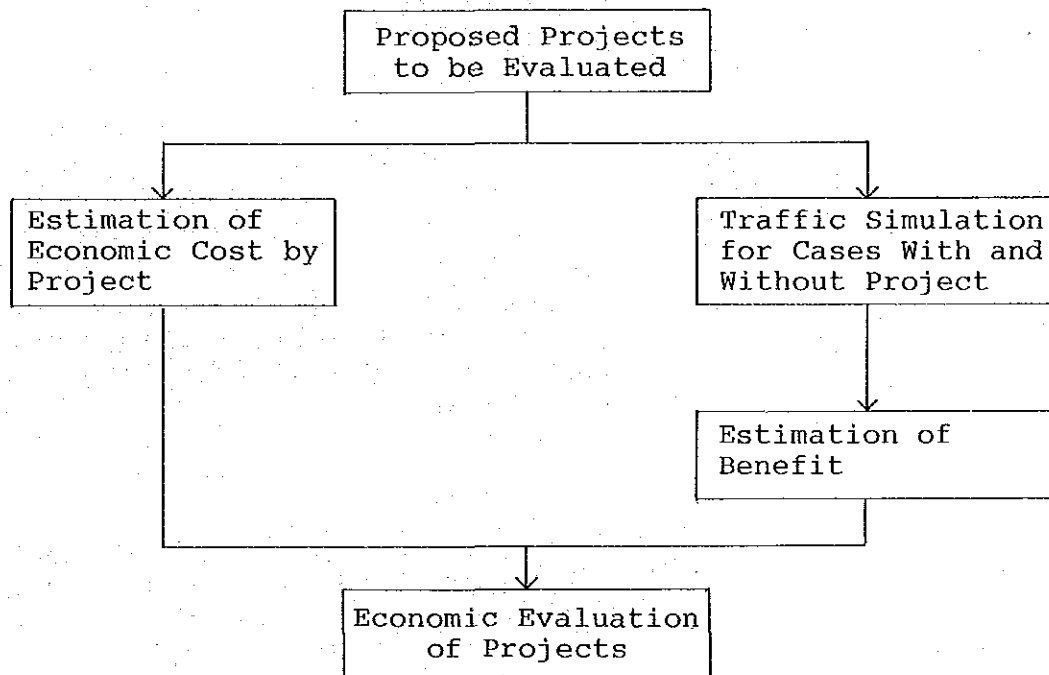 Proposed Projects
to be Evaluated
Estimation of
Economic Cost by
Project
Traffic Simulation
for Cases With and
Without Project
Estimation of
Benefit
Economic Evaluation
of Projects